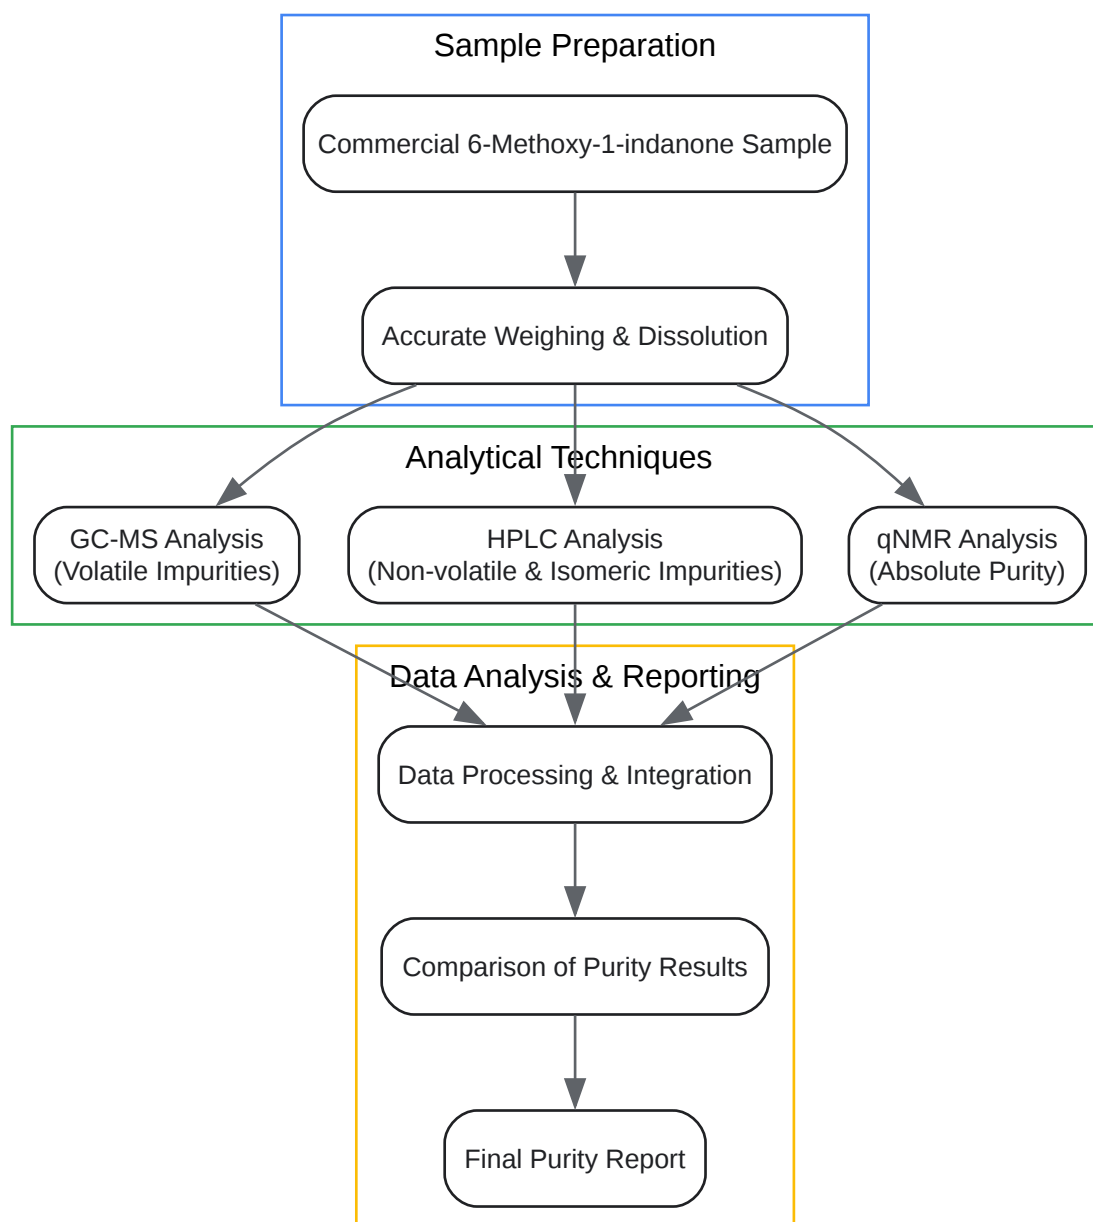 Sample Preparation
Commercial 6-Methoxy-1-indanone Sample
Accurate Weighing & Dissolution
Analytical Techniques
GC-MS Analysis
(Volatile Impurities)
HPLC Analysis
(Non-volatile & Isomeric Impurities)
qNMR Analysis
(Absolute Purity)
Data Analysis & Reporting
Data Processing & Integration
Comparison of Purity Results
Final Purity Report